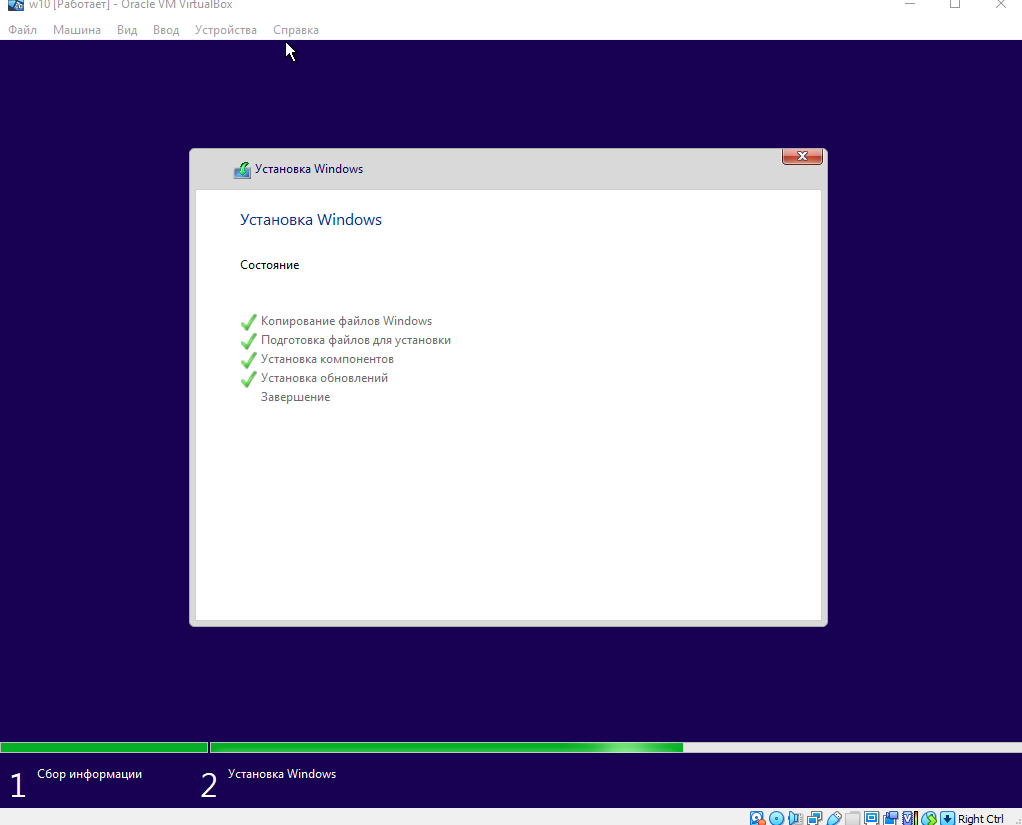 w10 [Работает] - Oracle VM VirtualBox
Файл Машина Вид Ввод Устройства Справка
Установка Windows
Установка Windows
Состояние
Копирование файлов Windows
Подготовка файлов для установки
Установка компонентов
Установка обновлений
Завершение
1 Сбор информации 2 Установка Windows
Right Ctrl